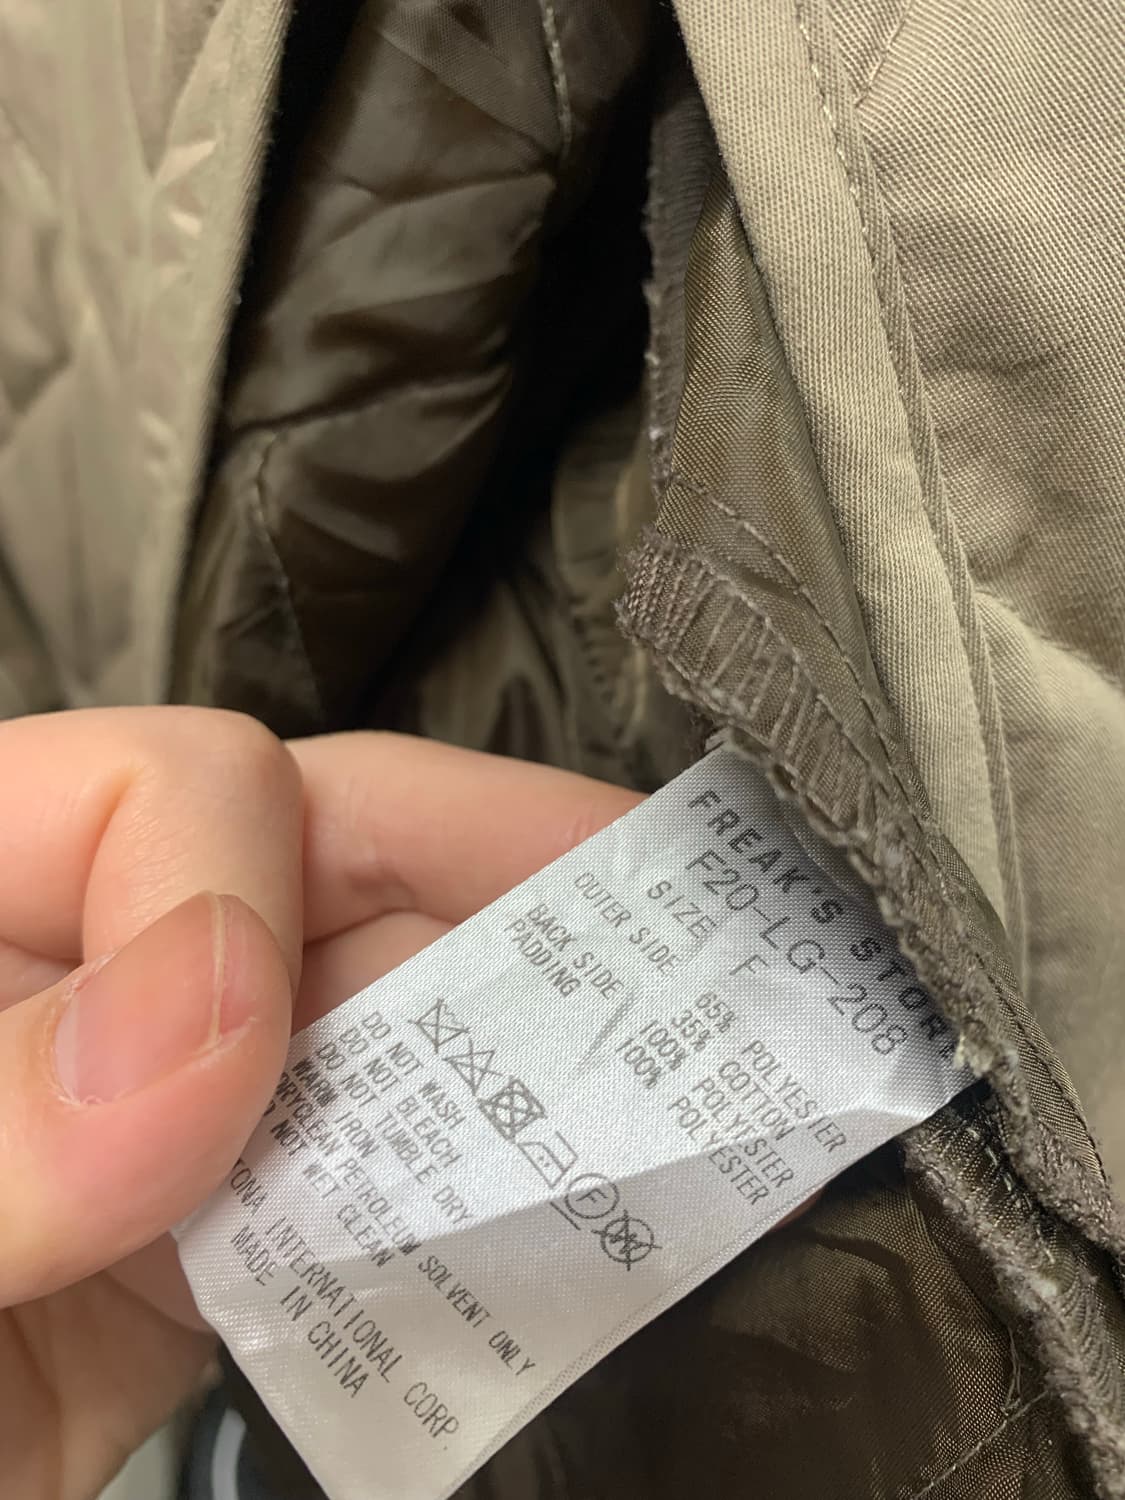 FREAK'S STORE
F20-LG-208
SIZE F
OUTER SIDE 65% POLYESTER
35% COTTON
BACK SIDE 100% POLYESTER
PADDING 100% POLYESTER
DO NOT WASH
DO NOT BLEACH
DO NOT TUMBLE DRY
WARM IRON
DRYCLEAN PETROLEUM SOLVENT ONLY
NOT WET CLEAN
INTERNATIONAL CORP.
MADE IN CHINA
F
W